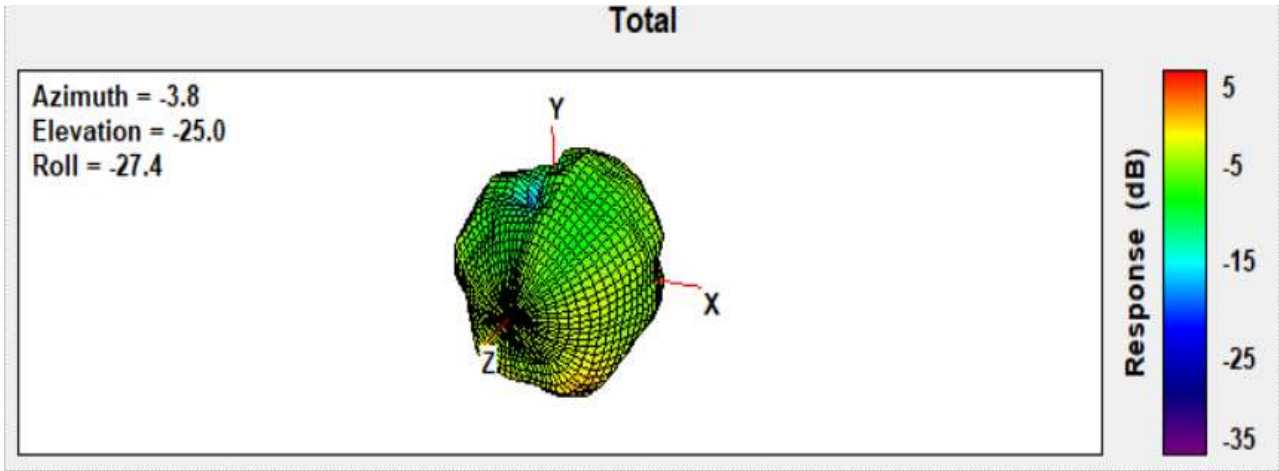 Total
Azimuth = -3.8
Elevation = -25.0
Roll = -27.4
Y
X
Z
5
-5
-15
-25
-35
Response (dB)